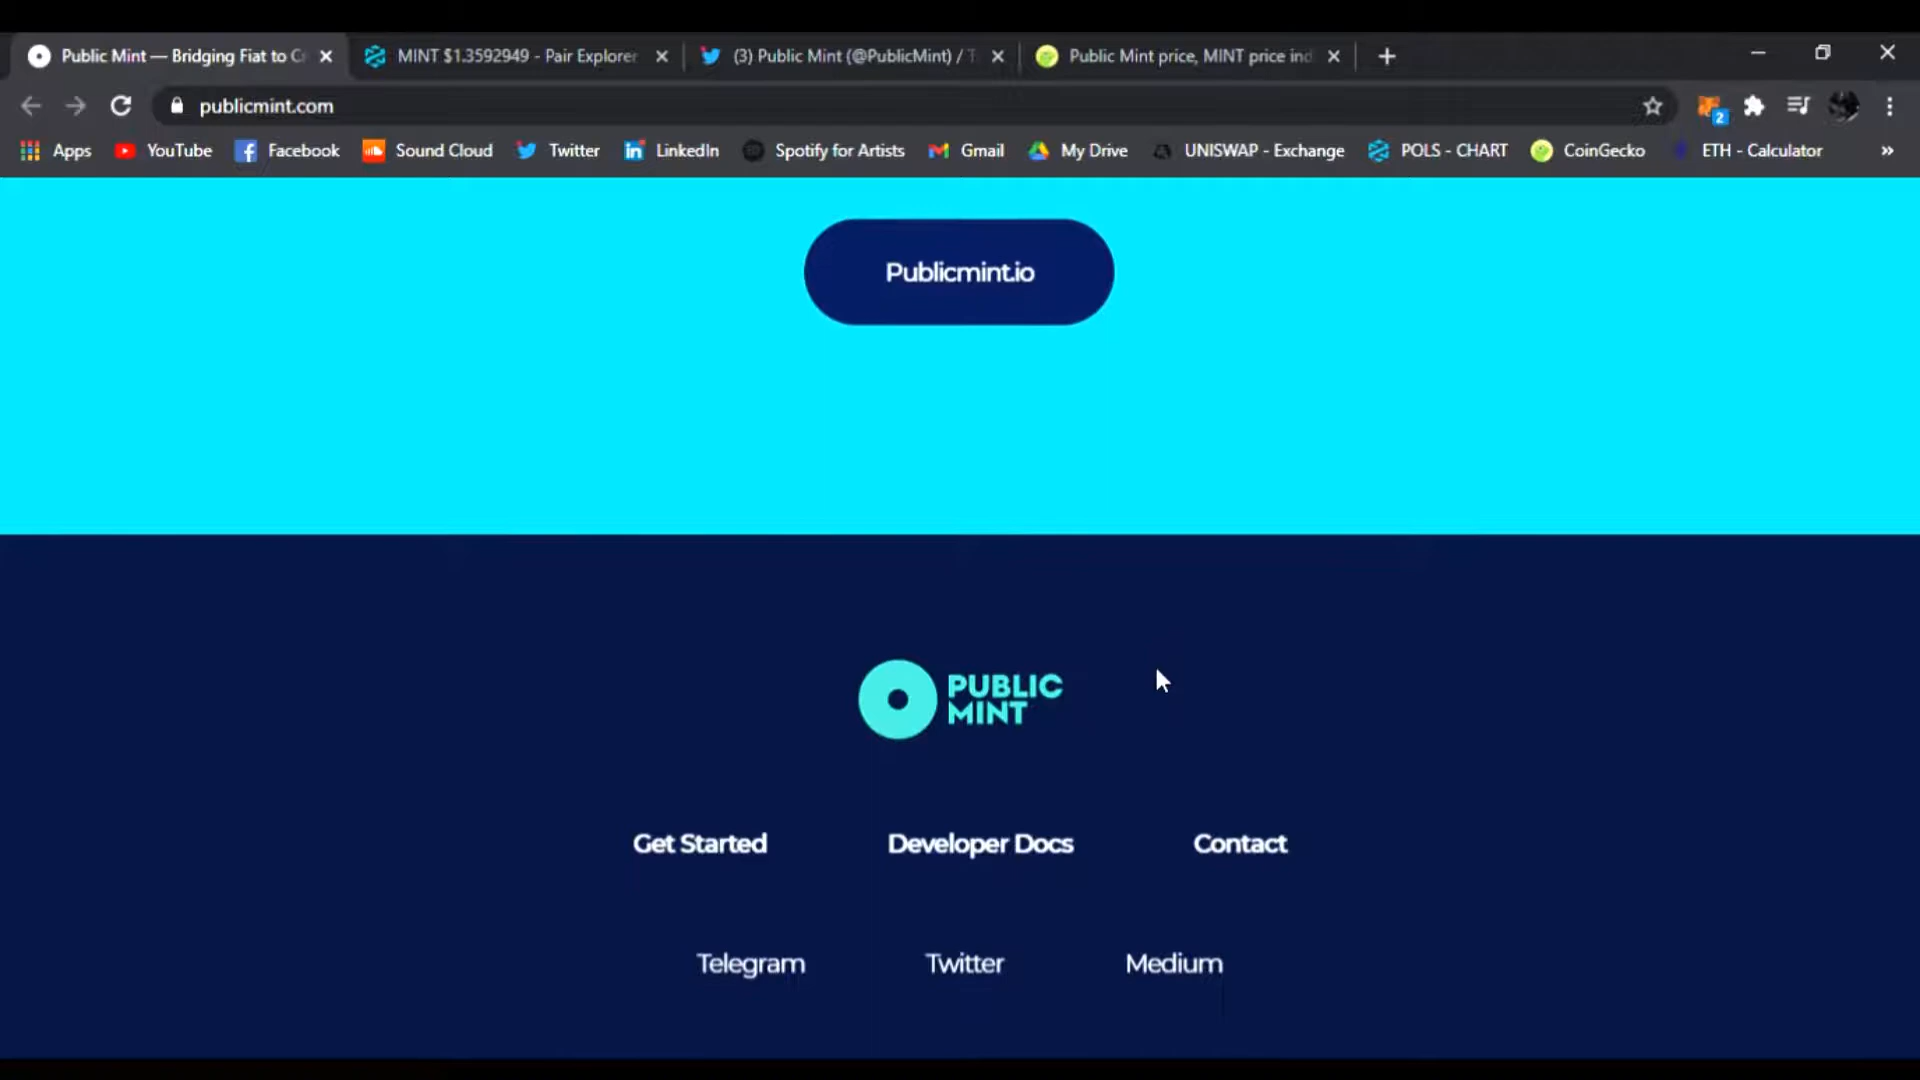 Public Mint — Bridging Fiat to C
MINT $1.3592949 - Pair Explorer
(3) Public Mint (@PublicMint) / T
Public Mint price, MINT price ind
publicmint.com
2
Apps
YouTube
Facebook
Sound Cloud
Twitter
LinkedIn
Spotify for Artists
Gmail
My Drive
UNISWAP - Exchange
POLS - CHART
CoinGecko
ETH - Calculator
»
Publicmint.io
PUBLIC
MINT
Get Started
Developer Docs
Contact
Telegram
Twitter
Medium